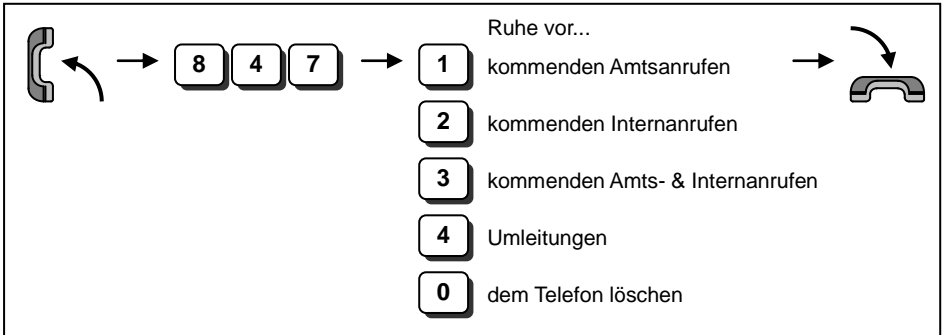 Ruhe vor...
8 4 7 1 kommenden Amtsanrufen
2 kommenden Internanrufen
3 kommenden Amts- & Internanrufen
4 Umleitungen
0 dem Telefon löschen